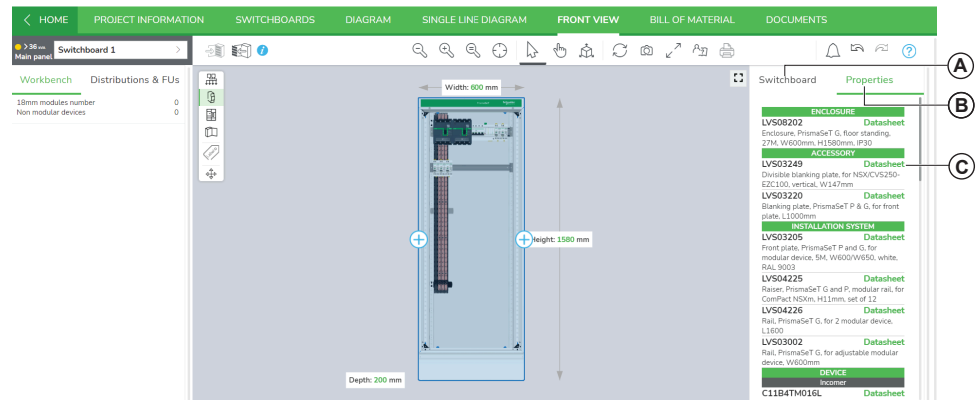 HOME PROJECT INFORMATION SWITCHBOARDS DIAGRAM SINGLE LINE DIAGRAM FRONT VIEW BILL OF MATERIAL DOCUMENTS
Main panel
Switchboard 1
Workbench Distributions & FUs
18mm modules number 0
Non modular devices 0
Width: 600 mm
Height: 1580 mm
Depth: 200 mm
Switchboard Properties
ENCLOSURE
LVS08202 Datasheet
Enclosure, PrismaSeT G, floor standing,
27M, W600mm, H1580mm, IP30
ACCESSORY
LVS03249 Datasheet
Divisible blanking plate, for NSX/CVS250-
EZC100, vertical, W147mm
LVS03220 Datasheet
Blanking plate, PrismaSeT P & G, for front
plate, L1000mm
INSTALLATION SYSTEM
LVS03205 Datasheet
Front plate, PrismaSeT P and G, for
modular device, 5M, W600/W650, white,
RAL 9003
LVS04225 Datasheet
Raiser, PrismaSeT G and P, modular rail, for
ComPact NSXm, H11mm, set of 12
LVS04226 Datasheet
Rail, PrismaSeT G, for 2 modular device,
L1600
LVS03002 Datasheet
Rail, PrismaSeT G, for adjustable modular
device, W600mm
DEVICE
Incomer
C11B4TM016L Datasheet
A
B
C